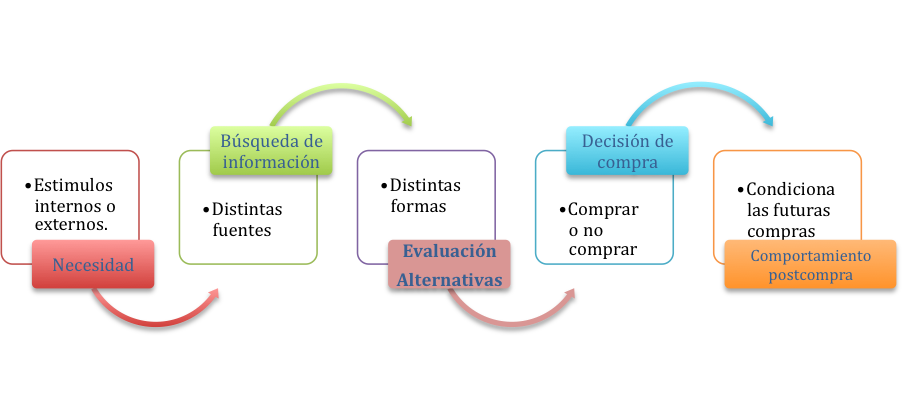 •Estimulos
internos o
externos.
Necesidad
Búsqueda de
información
•Distintas
fuentes
•Distintas
formas
Evaluación
Alternativas
Decisión de
compra
•Comprar
o no
comprar
•Condiciona
las futuras
compras
Comportamiento
postcompra